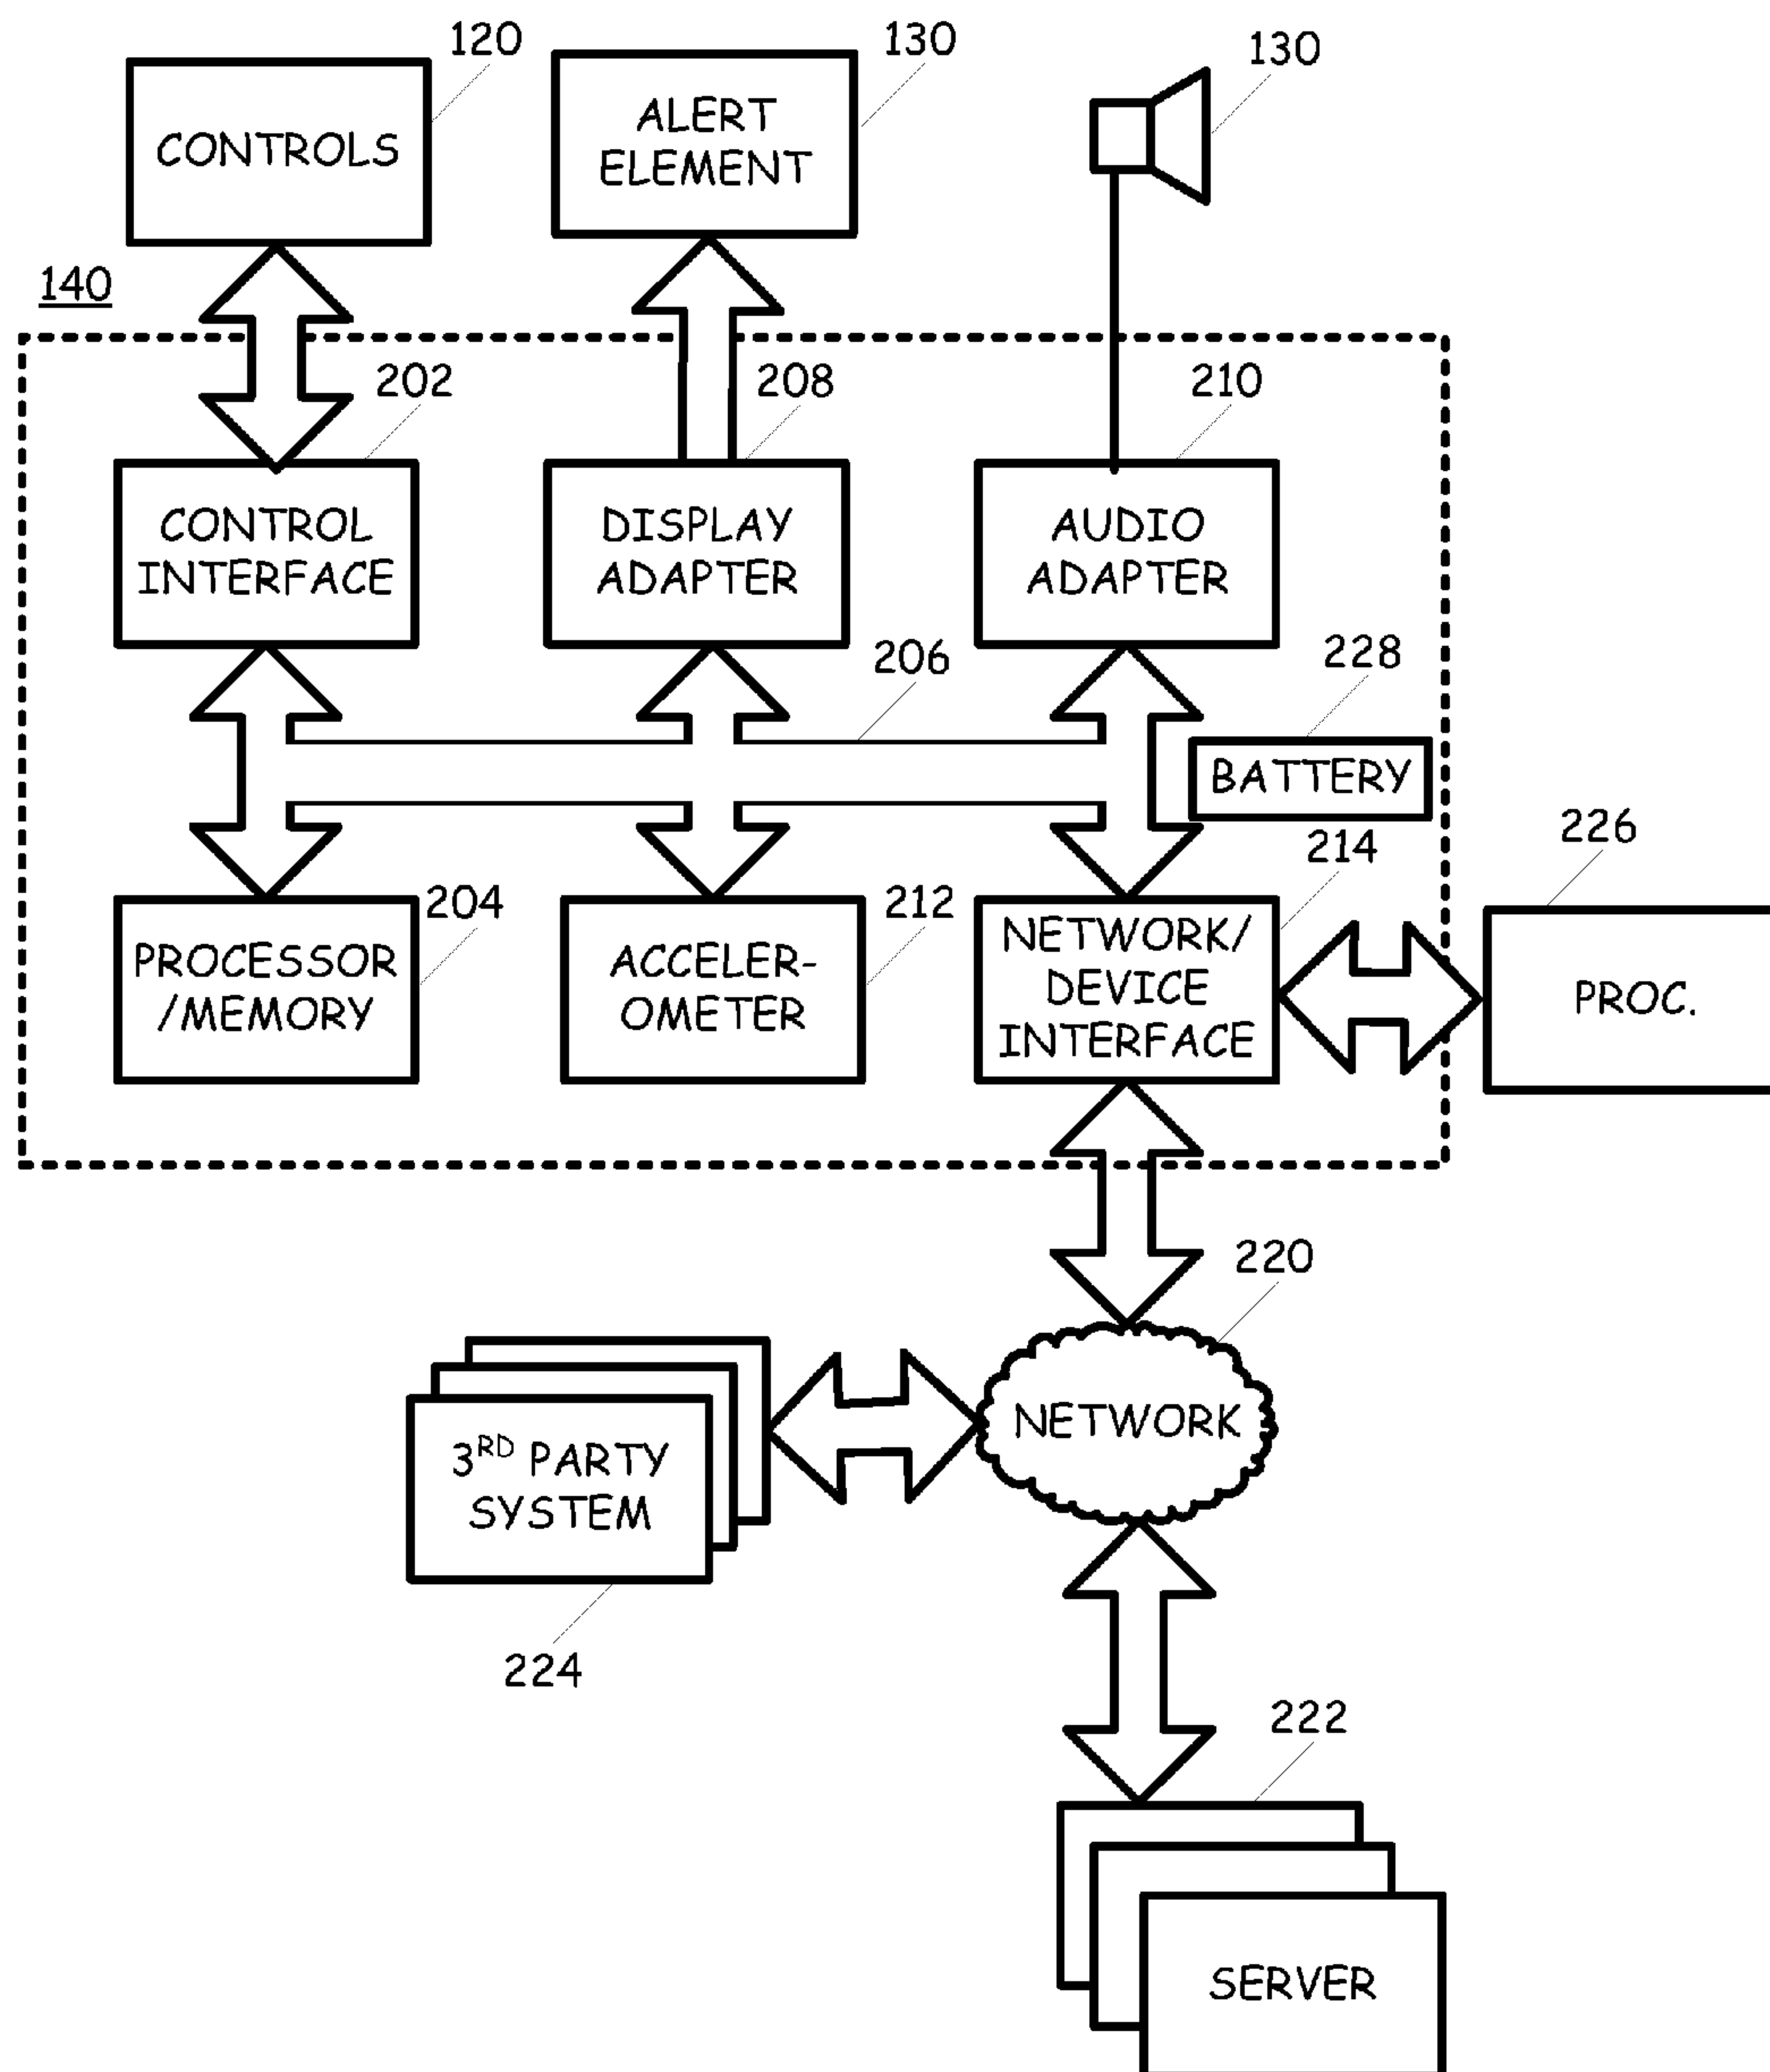 120
130
130
CONTROLS
ALERT
ELEMENT
140
202
208
210
CONTROL
INTERFACE
DISPLAY
ADAPTER
AUDIO
ADAPTER
206
228
BATTERY
214
226
204
212
PROCESSOR
/MEMORY
ACCELER-
OMETER
NETWORK/
DEVICE
INTERFACE
PROC.
220
NETWORK
3RD PARTY
SYSTEM
224
222
SERVER